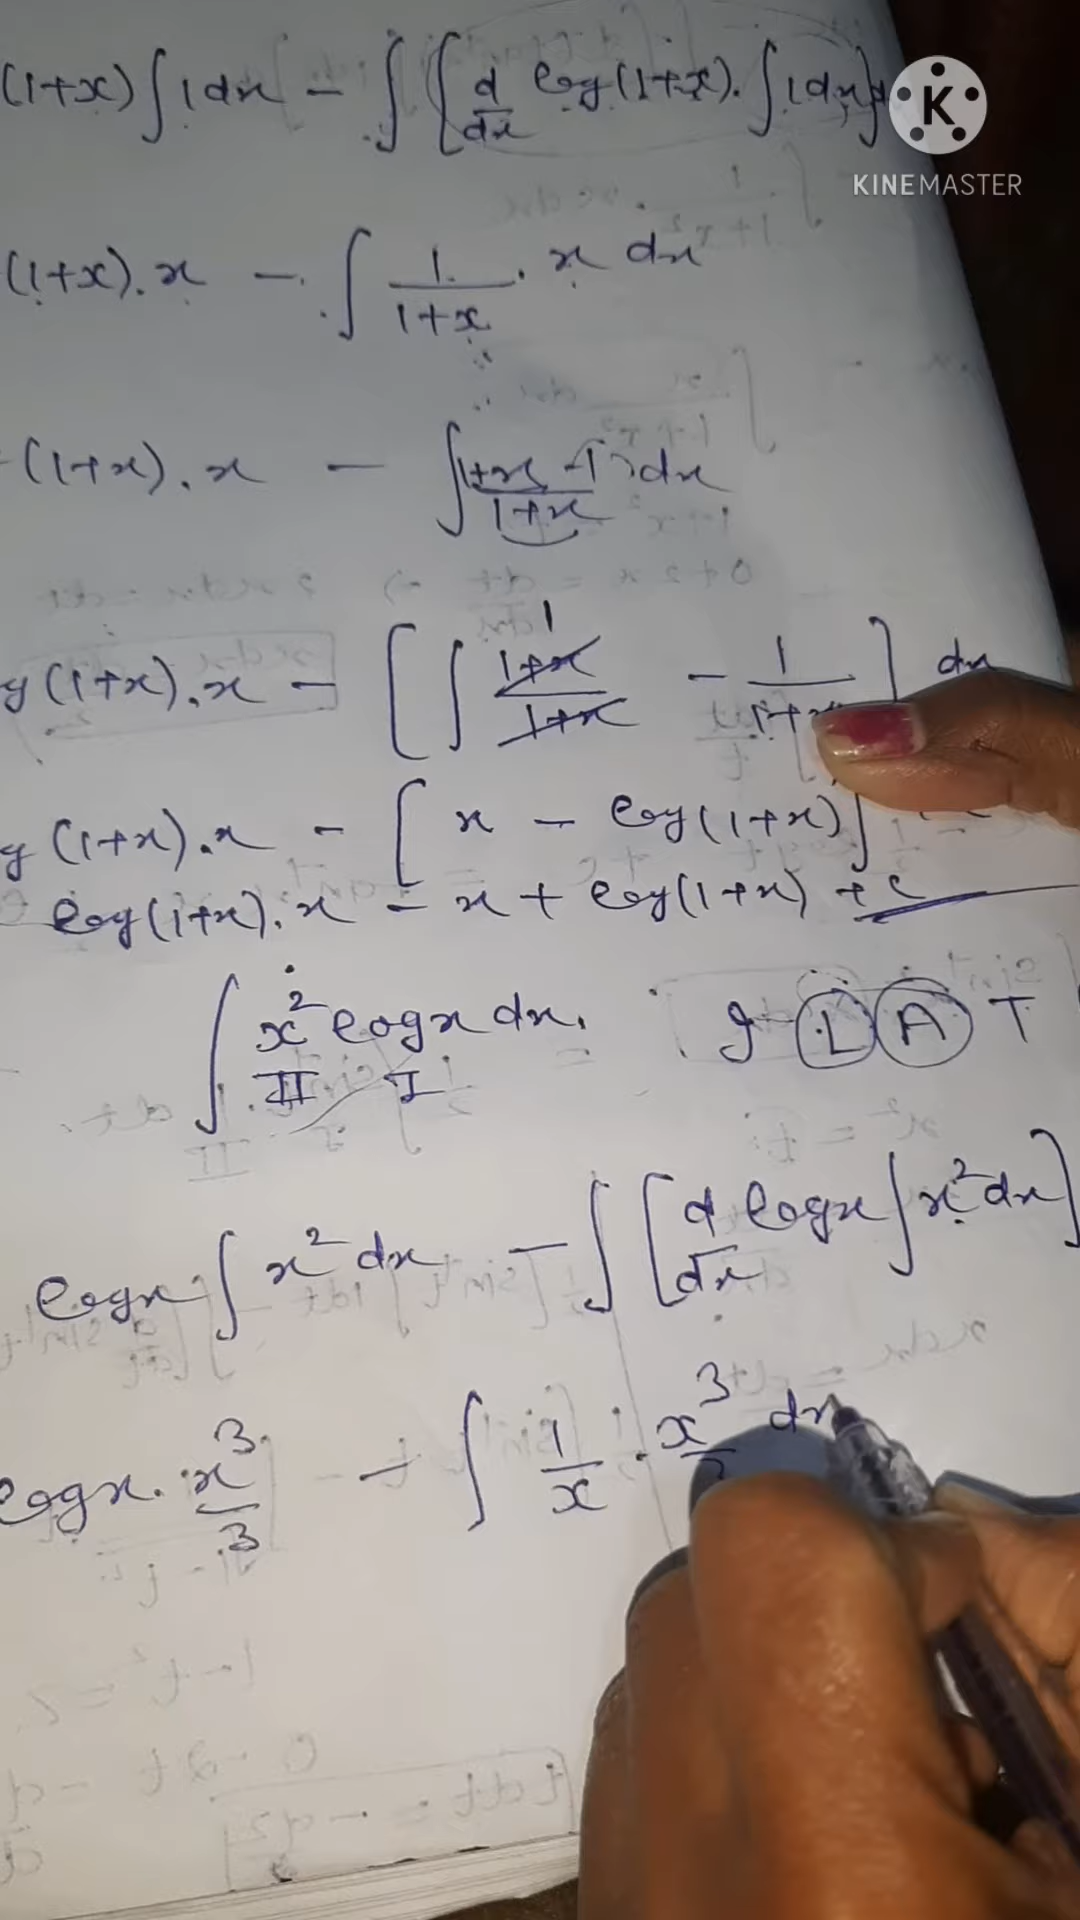 (1+x) ∫ 1 dx - ∫ [ d/dx log(1+x). ∫ 1 dx ] d
K
KINEMASTER
(1+x). x - ∫ 1/(1+x) . x dx
(1+x). x - ∫ (1+x -1)/(1+x) dx
y (1+x). x - [ ∫ (1+x)/(1+x) 1 - 1/(1+x) ] dx
y (1+x). x - [ x - log(1+x) ]
log(1+x). x - x + log(1+x) + c
∫ x² log x dx. I L A T
II I
log x ∫ x² dx - ∫ [ d/dx log x ∫ x² dx ]
log x . x³/3 - ∫ 1/x . x³ dx